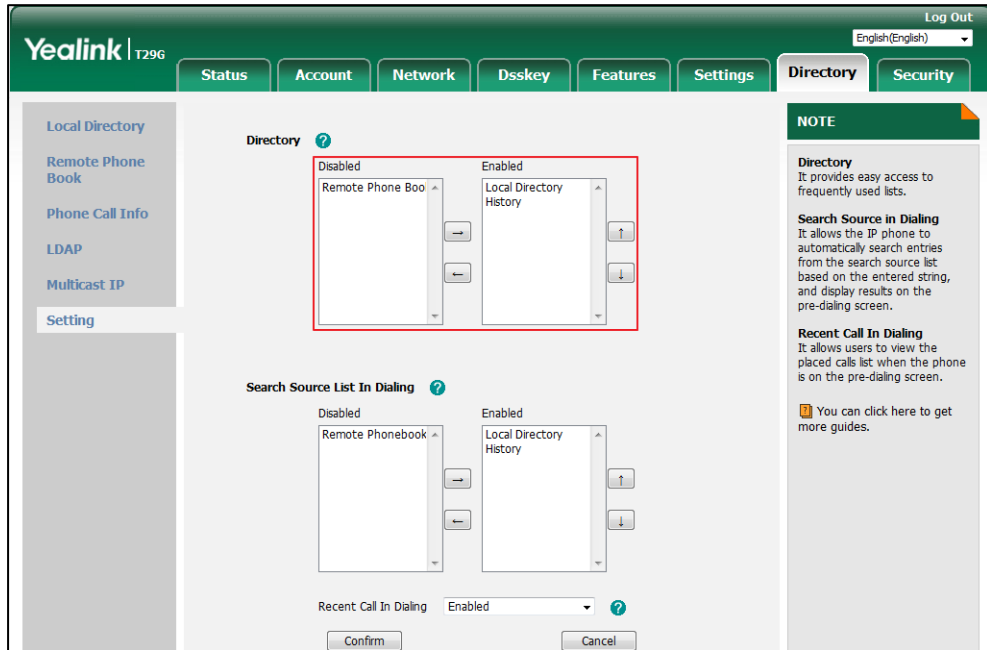 Log Out
Yealink T29G
English(English)
Status Account Network Dsskey Features Settings Directory Security
Local Directory
Remote Phone
Book
Phone Call Info
LDAP
Multicast IP
Setting
Directory ?
Disabled Enabled
Remote Phone Boo Local Directory
History
→ ↑
← ↓
Search Source List In Dialing ?
Disabled Enabled
Remote Phonebook Local Directory
History
→ ↑
← ↓
Recent Call In Dialing Enabled ?
Confirm Cancel
NOTE
Directory
It provides easy access to
frequently used lists.
Search Source in Dialing
It allows the IP phone to
automatically search entries
from the search source list
based on the entered string,
and display results on the
pre-dialing screen.
Recent Call In Dialing
It allows users to view the
placed calls list when the phone
is on the pre-dialing screen.
? You can click here to get
more guides.